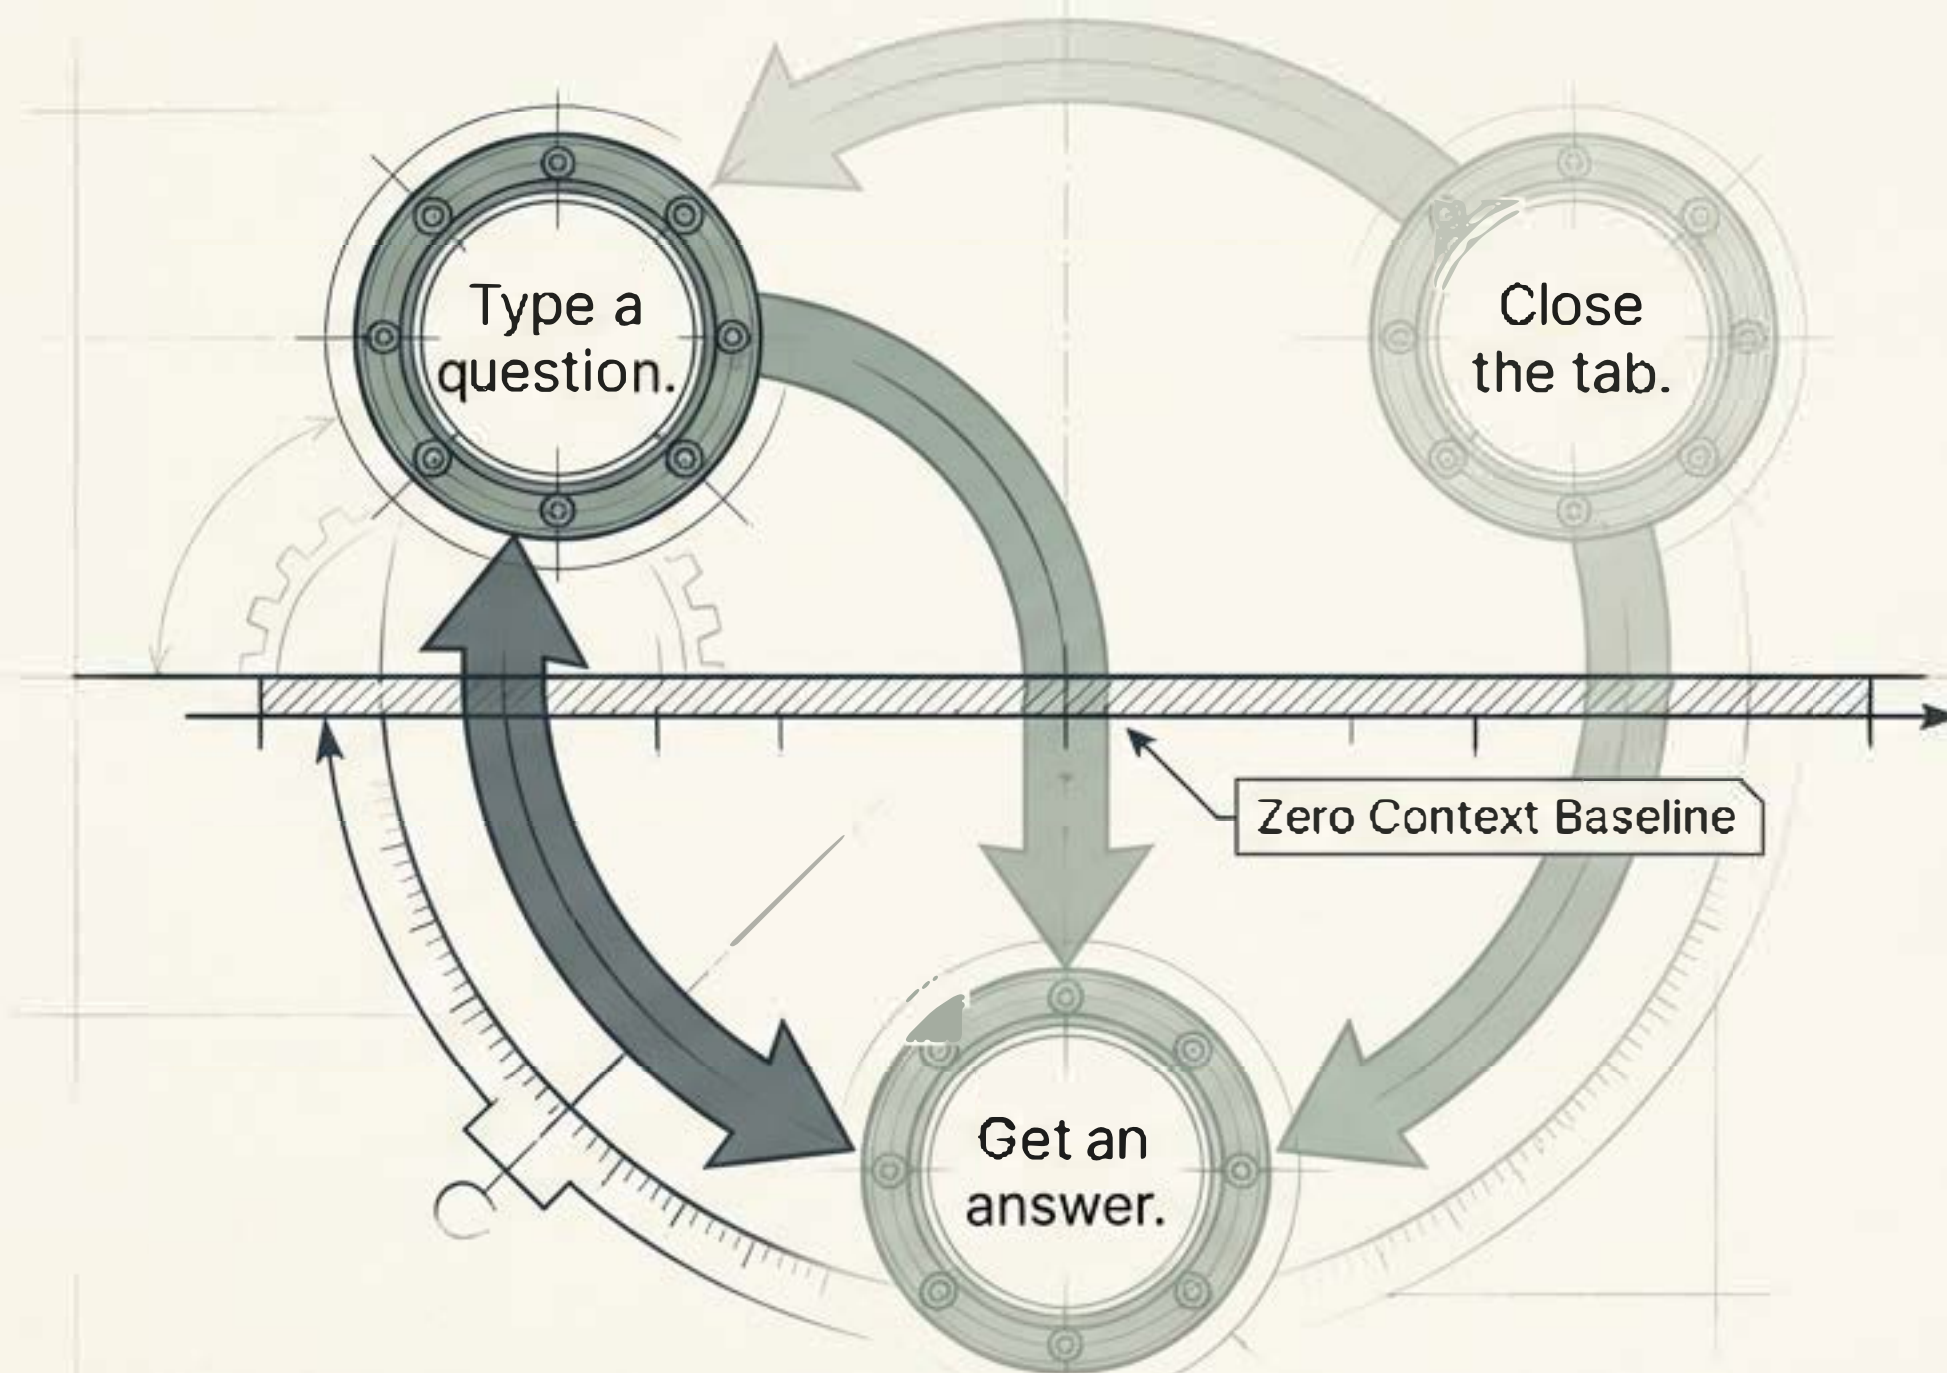 Type a
question.
Close
the tab.
Zero Context Baseline
Get an
answer.